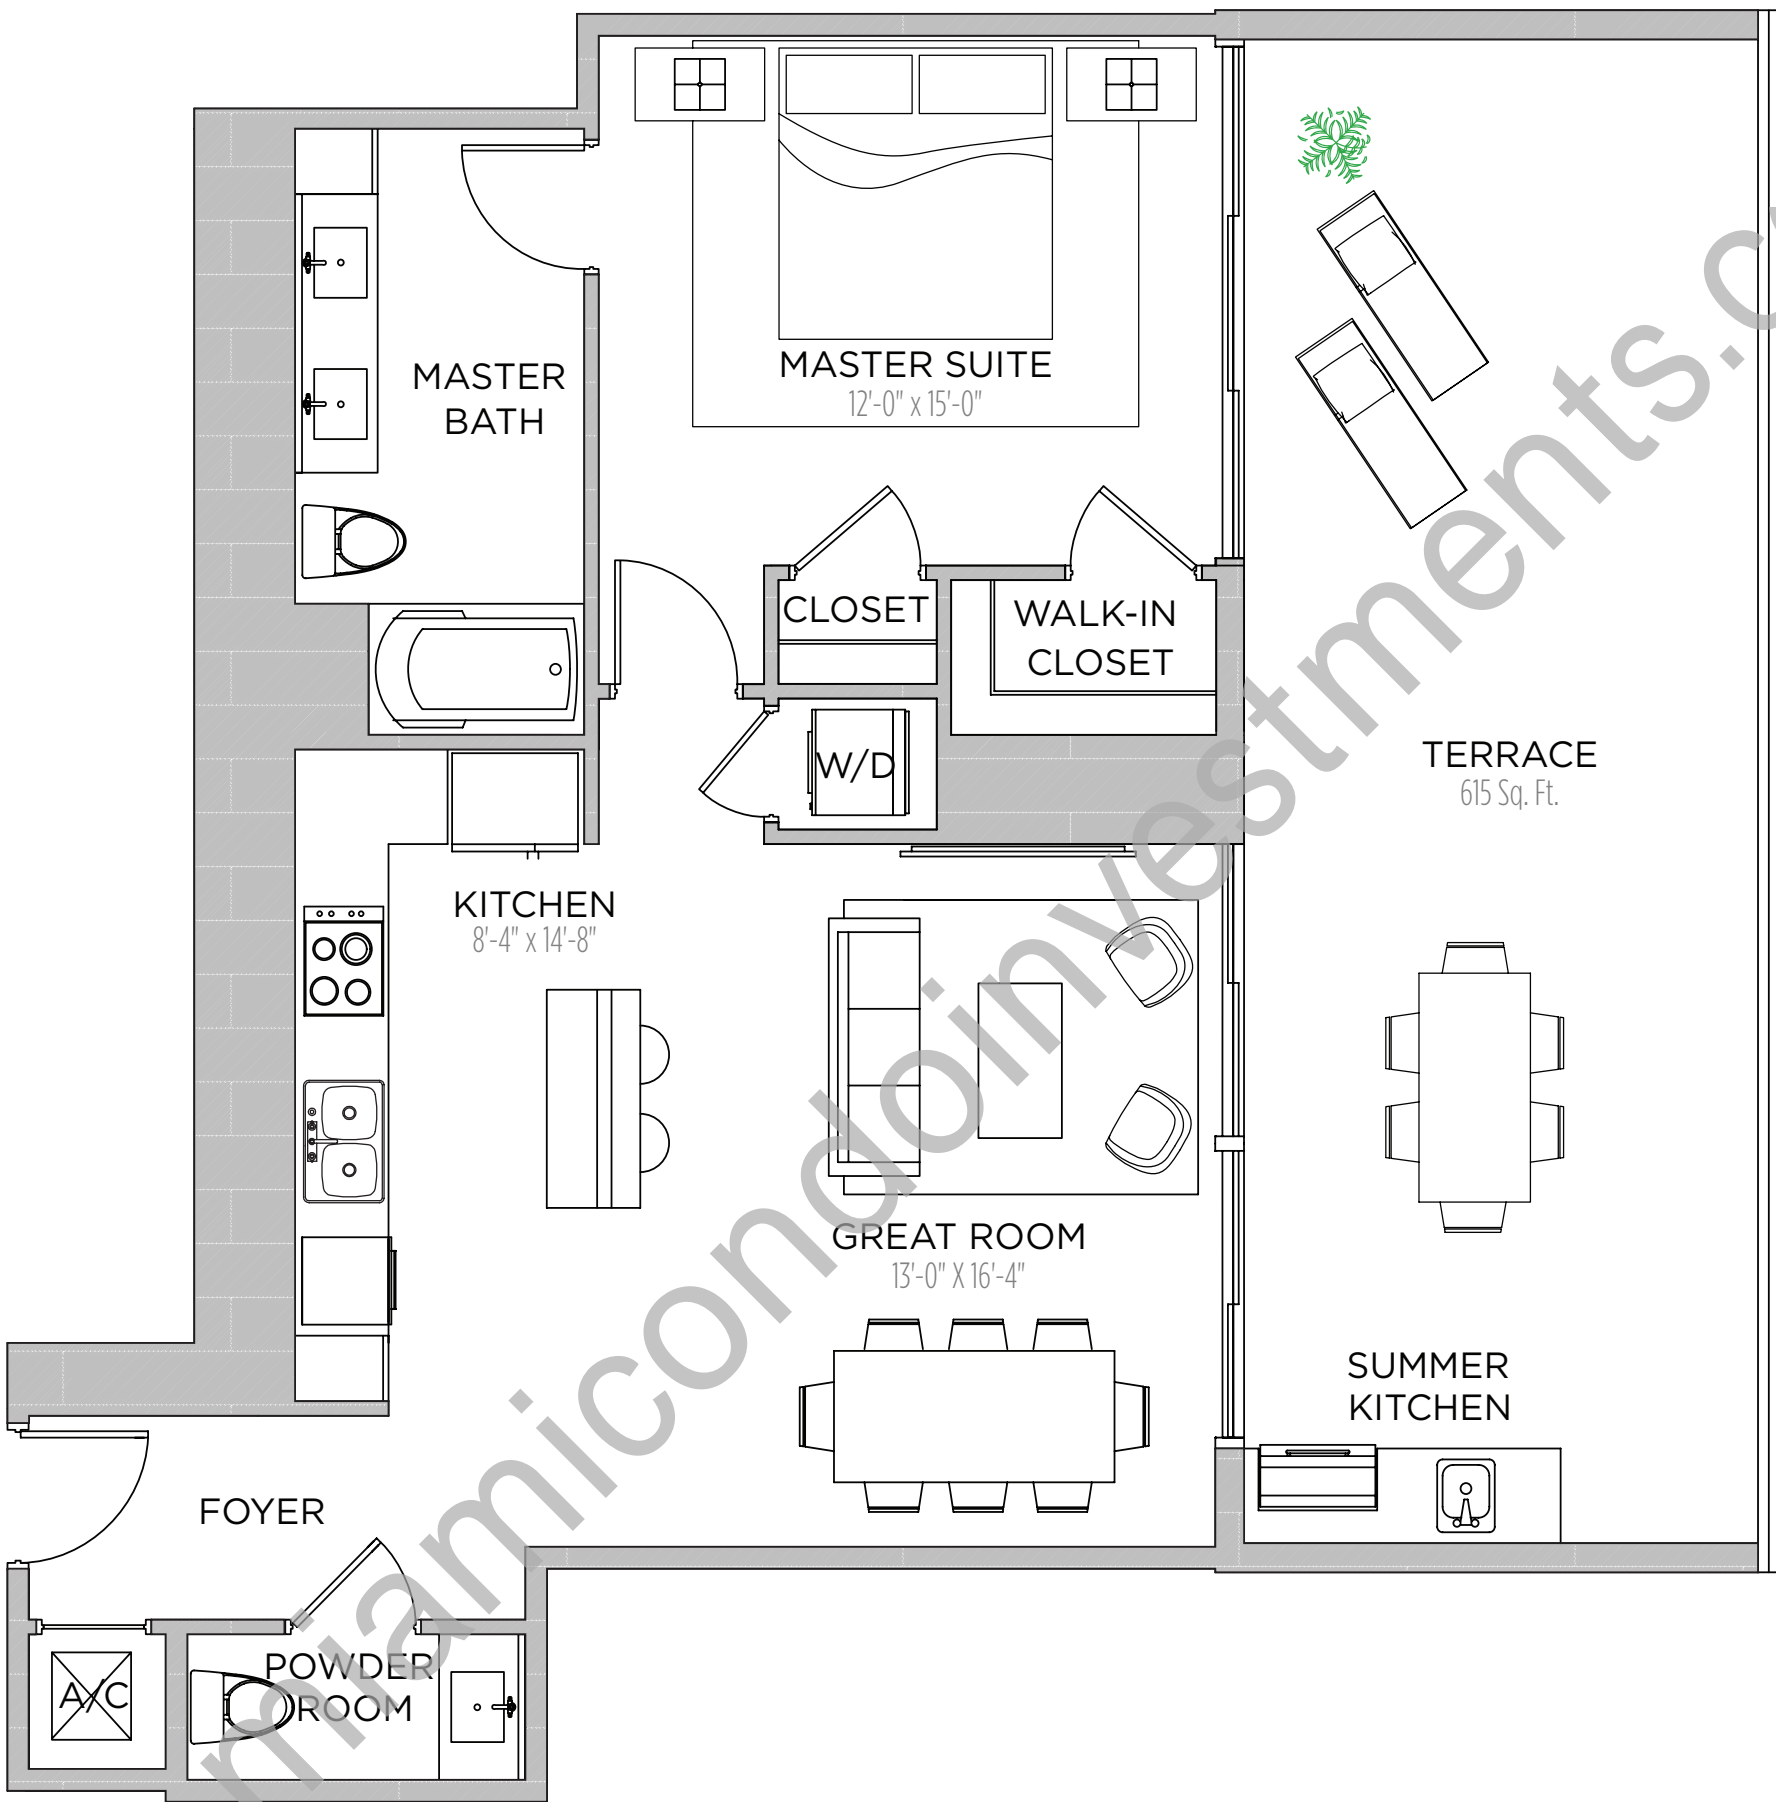 MASTER SUITE
12'-0" x 15'-0"
MASTER
BATH
CLOSET
WALK-IN
CLOSET
W/D
TERRACE
615 Sq. Ft.
KITCHEN
8'-4" x 14'-8"
GREAT ROOM
13'-0" X 16'-4"
SUMMER
KITCHEN
FOYER
POWDER
ROOM
A/C
miamicondoinvestments.c